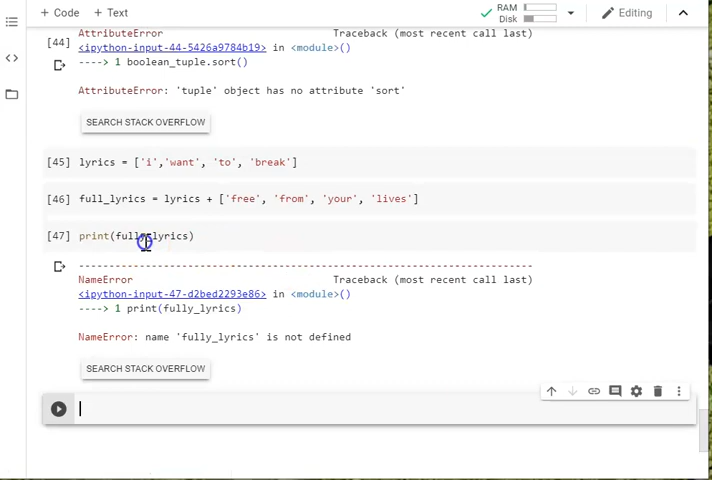 + Code + Text RAM Disk Editing
AttributeError Traceback (most recent call last)
[44] <ipython-input-44-5426a9784b19> in <module>()
----> 1 boolean_tuple.sort()
AttributeError: 'tuple' object has no attribute 'sort'
SEARCH STACK OVERFLOW
[45] lyrics = ['i','want', 'to', 'break']
[46] full_lyrics = lyrics + ['free', 'from', 'your', 'lives']
[47] print(fully_lyrics)
---------------------------------------------------------------------------
NameError Traceback (most recent call last)
<ipython-input-47-d2bed2293e86> in <module>()
----> 1 print(fully_lyrics)
NameError: name 'fully_lyrics' is not defined
SEARCH STACK OVERFLOW